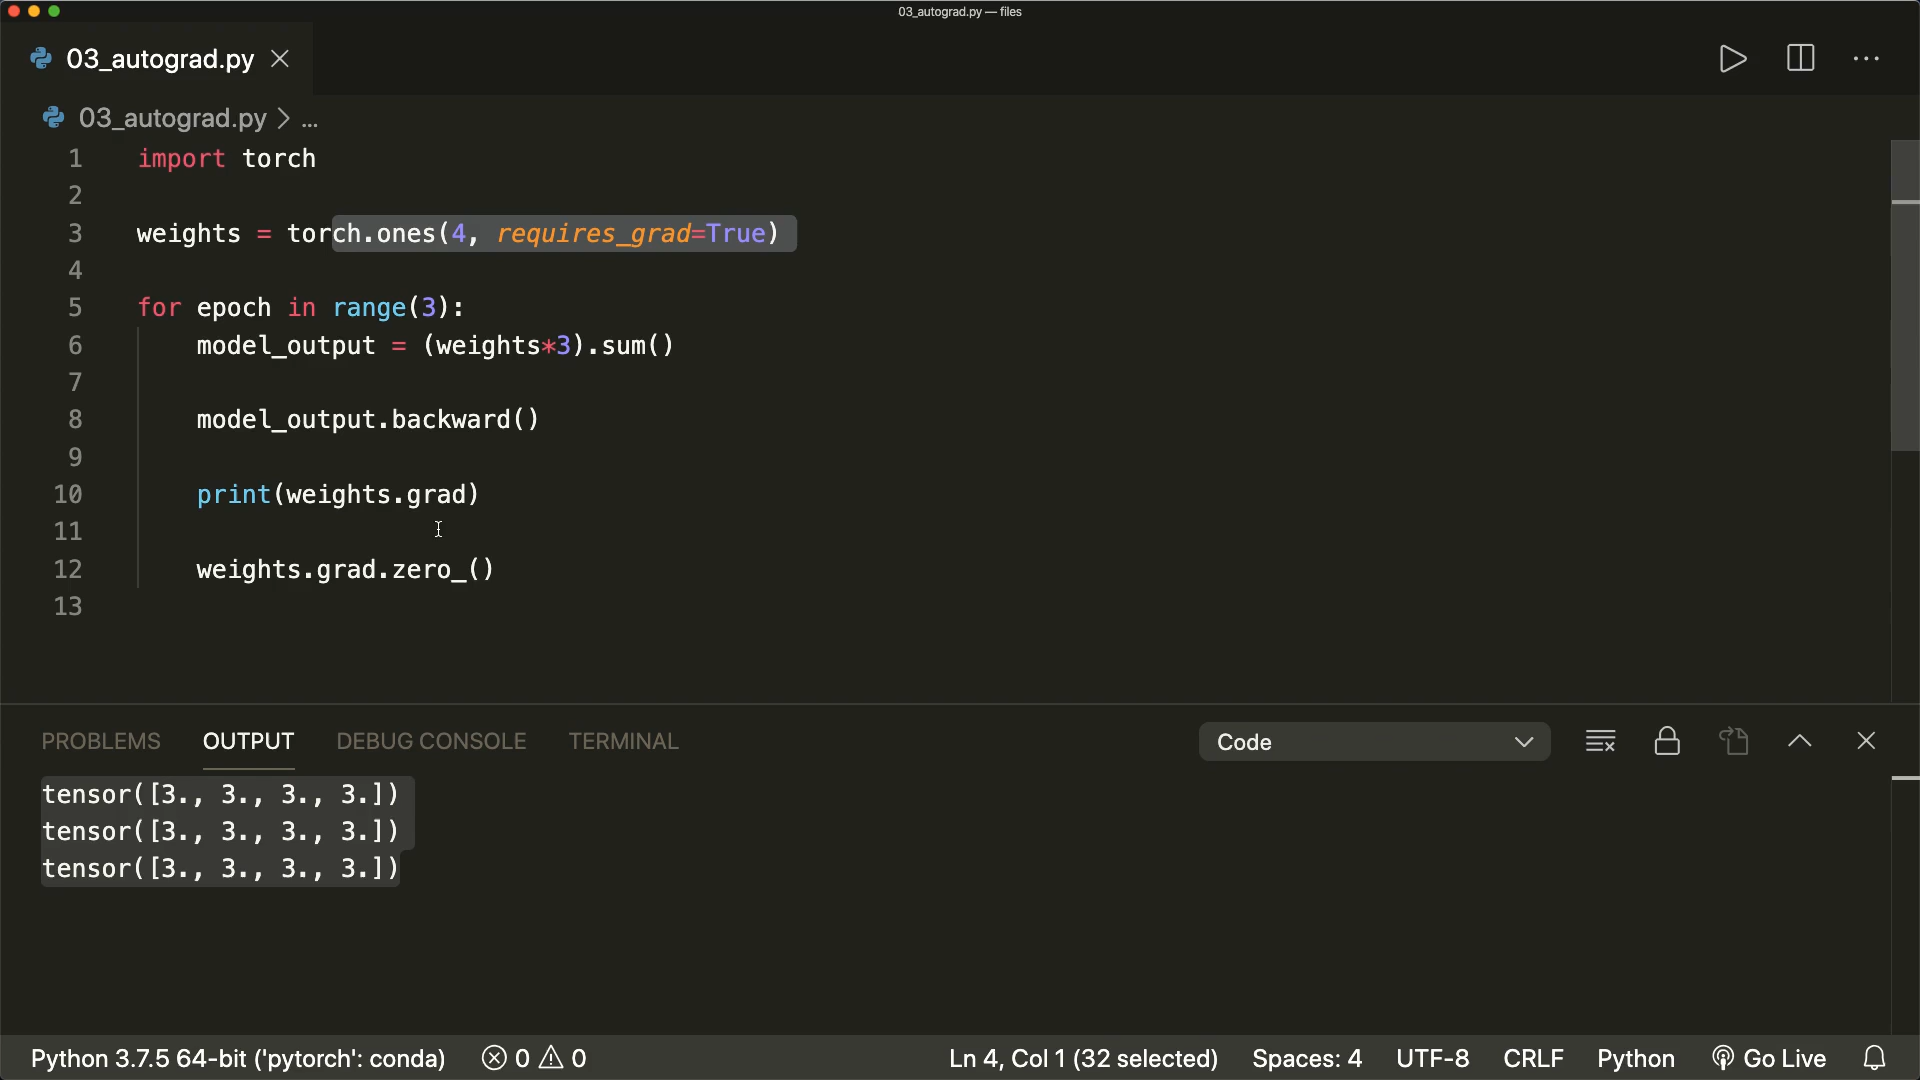 03_autograd.py — files
03_autograd.py
03_autograd.py > ...
1 import torch
2
3 weights = torch.ones(4, requires_grad=True)
4
5 for epoch in range(3):
6     model_output = (weights*3).sum()
7
8     model_output.backward()
9
10     print(weights.grad)
11
12     weights.grad.zero_()
13
PROBLEMS OUTPUT DEBUG CONSOLE TERMINAL Code
tensor([3., 3., 3., 3.])
tensor([3., 3., 3., 3.])
tensor([3., 3., 3., 3.])
Python 3.7.5 64-bit ('pytorch': conda) 0 0 Ln 4, Col 1 (32 selected) Spaces: 4 UTF-8 CRLF Python Go Live